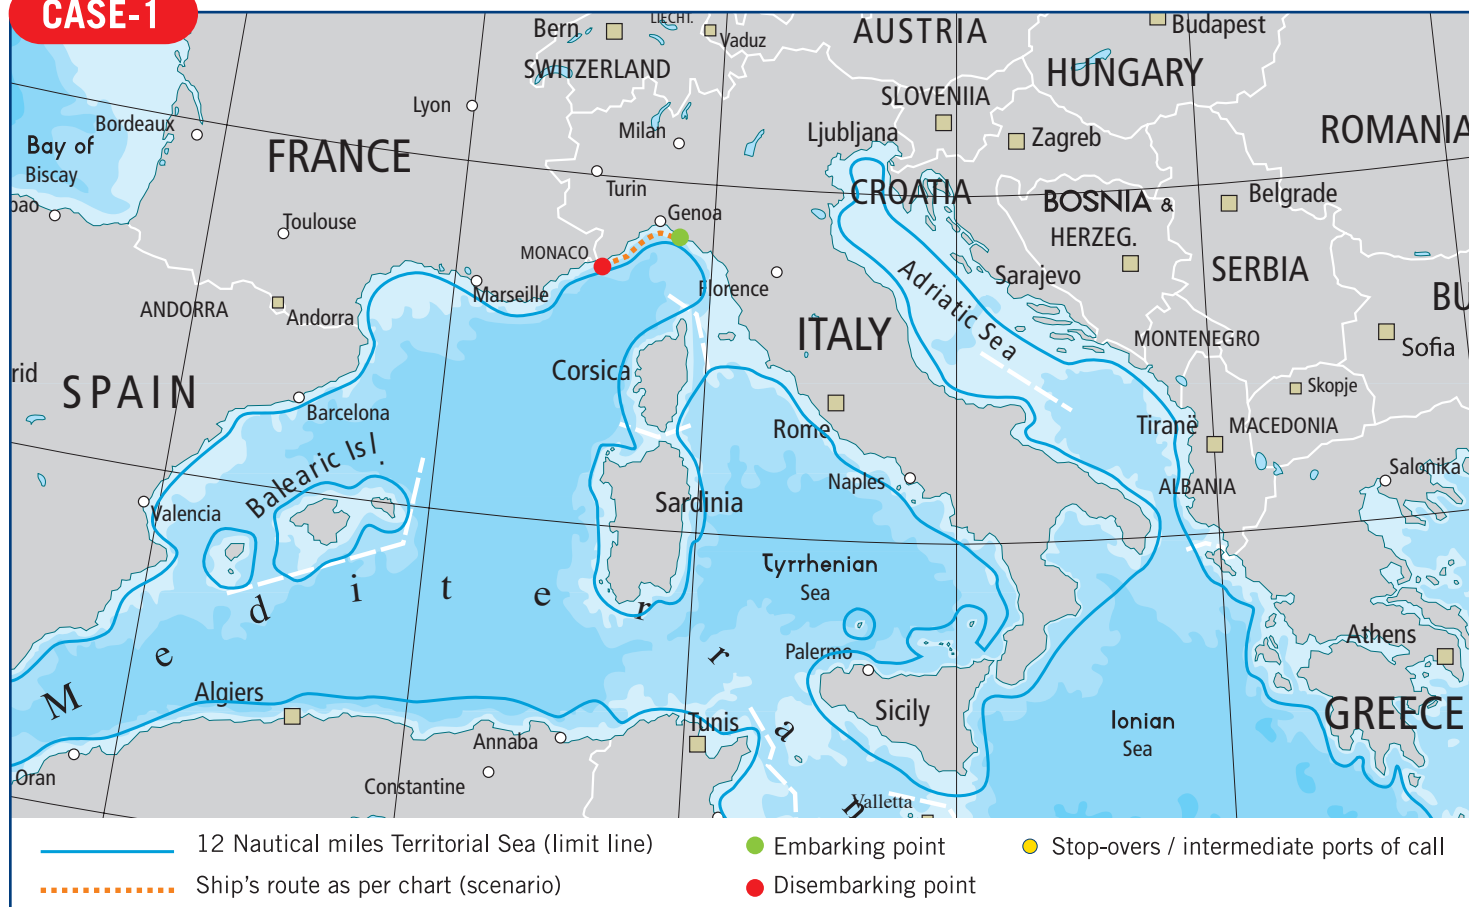 CASE-1
Bern
LIECHT.
Vaduz
AUSTRIA
Budapest
SWITZERLAND
HUNGARY
SLOVENIIA
Lyon
Bordeaux
Milan
Ljubljana
Zagreb
ROMANIA
Bay of
Biscay
FRANCE
Turin
CROATIA
BOSNIA &
HERZEG.
Belgrade
bao
Toulouse
Genoa
MONACO
Adriatic Sea
Sarajevo
SERBIA
Marseille
Florence
ANDORRA
Andorra
ITALY
MONTENEGRO
BU
Sofia
rid
SPAIN
Corsica
Skopje
Barcelona
Rome
Tiranë
MACEDONIA
Balearic Isl.
Naples
Salonika
Valencia
Sardinia
ALBANIA
Tyrrhenian
Sea
M e d i t e r r a n
Palermo
Athens
Algiers
Sicily
Ionian
Sea
GREECE
Tunis
Annaba
Oran
Constantine
Valletta
12 Nautical miles Territorial Sea (limit line)
Embarking point
Stop-overs / intermediate ports of call
Ship's route as per chart (scenario)
Disembarking point